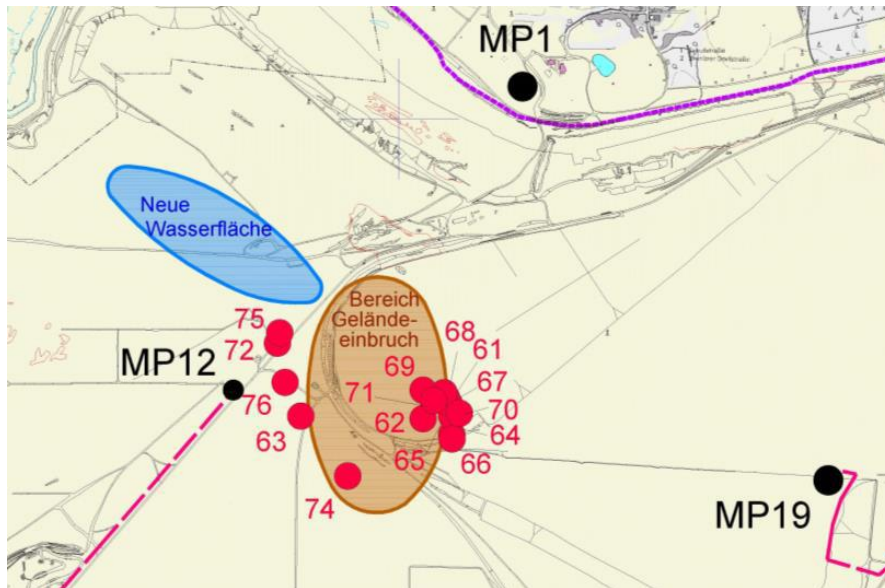 MP1
Neue
Wasserfläche
Bereich
Gelände-
einbruch
75
72
MP12
76
63
69
68
61
67
71
70
62
64
65
66
74
MP19